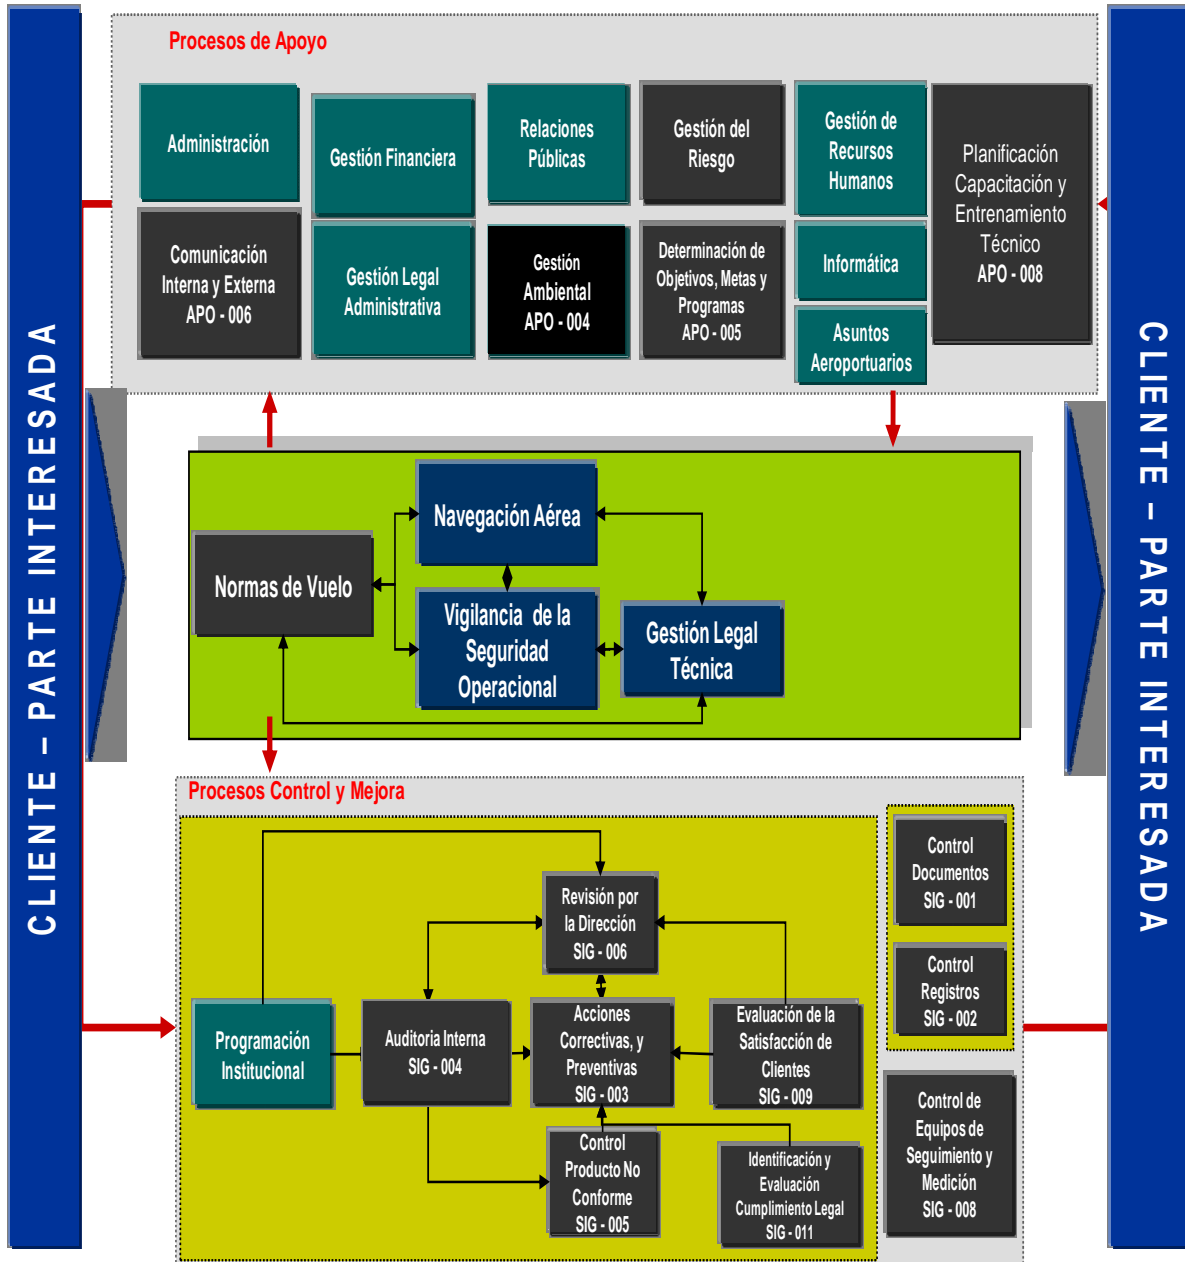 CLIENTE – PARTE INTERESADA
Procesos de Apoyo
Administración
Gestión Financiera
Relaciones
Públicas
Gestión del
Riesgo
Gestión de
Recursos
Humanos
Planificación
Capacitación y
Entrenamiento
Técnico
APO - 008
Comunicación
Interna y Externa
APO - 006
Gestión Legal
Administrativa
Gestión
Ambiental
APO - 004
Determinación de
Objetivos, Metas y
Programas
APO - 005
Informática
Asuntos
Aeroportuarios
Navegación Aérea
Normas de Vuelo
Vigilancia de la
Seguridad
Operacional
Gestión Legal
Técnica
Procesos Control y Mejora
Revisión por
la Dirección
SIG - 006
Programación
Institucional
Auditoria Interna
SIG - 004
Acciones
Correctivas, y
Preventivas
SIG - 003
Evaluación de la
Satisfacción de
Clientes
SIG - 009
Control
Producto No
Conforme
SIG - 005
Identificación y
Evaluación
Cumplimiento Legal
SIG - 011
Control
Documentos
SIG - 001
Control
Registros
SIG - 002
Control de
Equipos de
Seguimiento y
Medición
SIG - 008
CLIENTE – PARTE INTERESADA